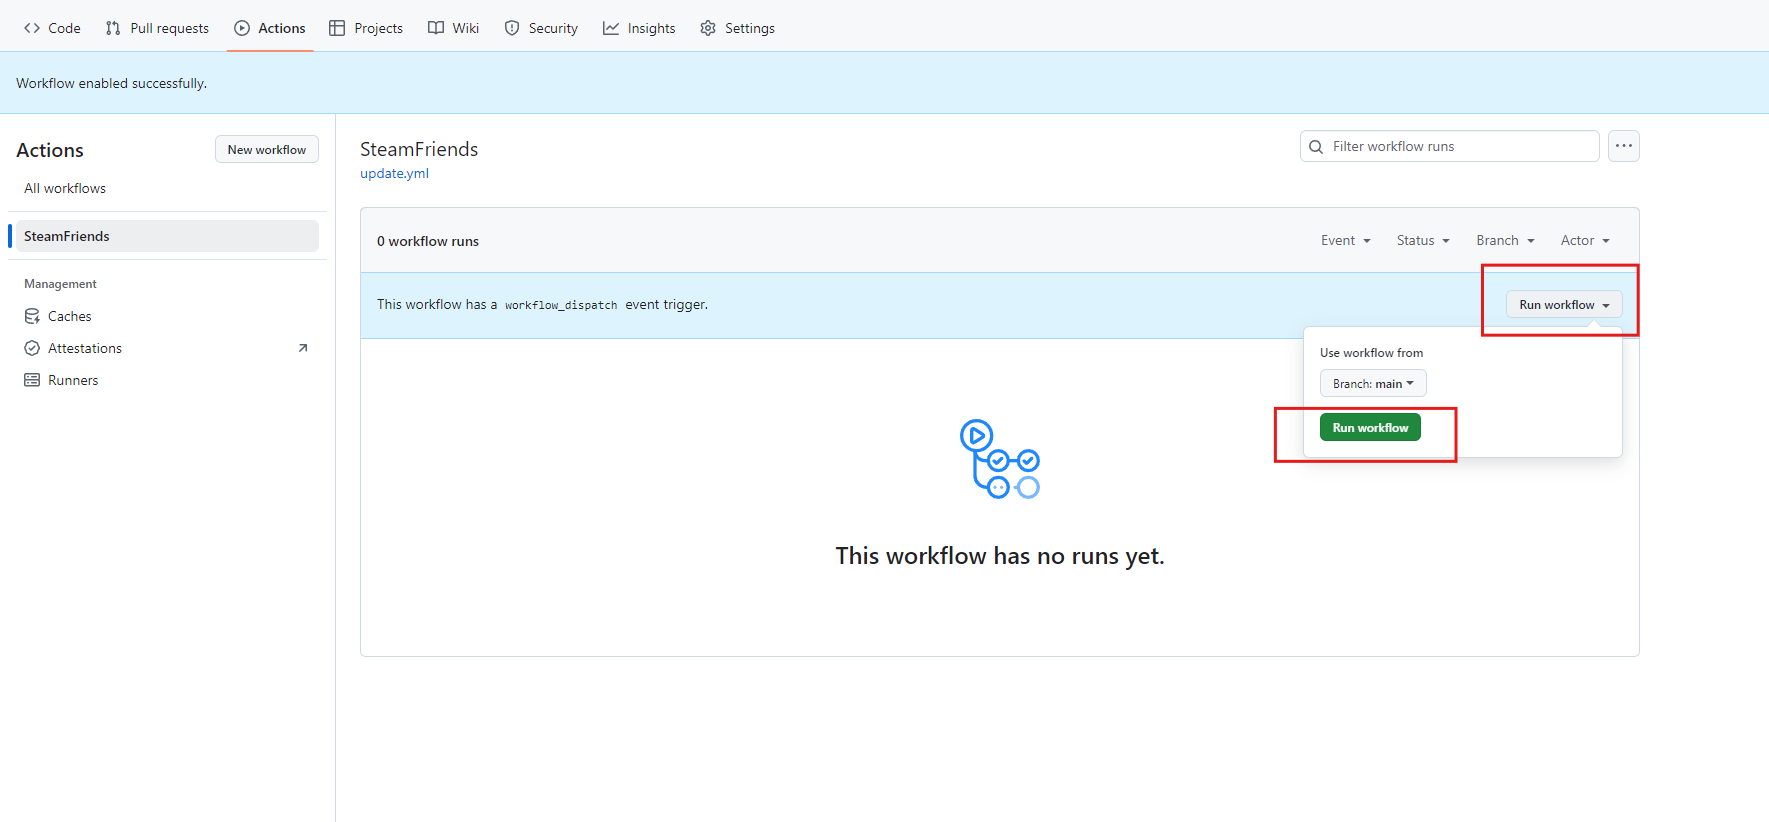 Code Pull requests Actions Projects Wiki Security Insights Settings
Workflow enabled successfully.
Actions
New workflow
All workflows
SteamFriends
Management
Caches
Attestations
Runners
SteamFriends
update.yml
Filter workflow runs
0 workflow runs
Event Status Branch Actor
This workflow has a workflow_dispatch event trigger.
Run workflow
Use workflow from
Branch: main
Run workflow
This workflow has no runs yet.